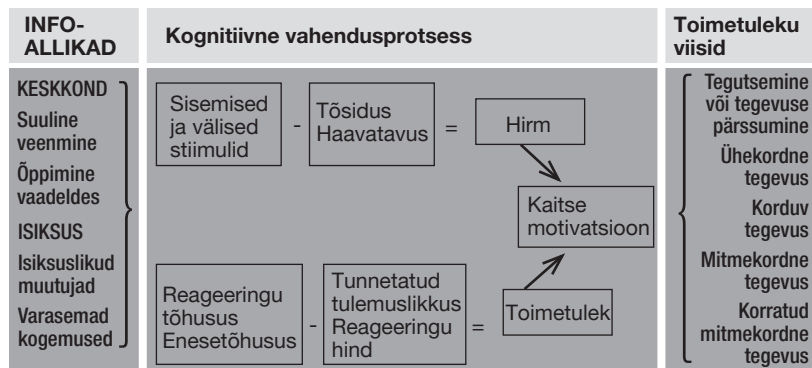 INFO-
ALLIKAD
Kognitiivne vahendusprotsess
Toimetuleku
viisid
KESKKOND
Suuline
veenmine
Õppimine
vaadeldes
ISIKSUS
Isiksuslikud
muutujad
Varasemad
kogemused
Sisemised
ja välised
stiimulid
-
Tõsidus
Haavatavus
=
Hirm
Kaitse
motivatsioon
Reageeringu
tõhusus
Enesetõhusus
-
Tunnetatud
tulemuslikkus
Reageeringu
hind
=
Toimetulek
Tegutsemine
või tegevuse
pärssumine
Ühekordne
tegevus
Korduv
tegevus
Mitmekordne
tegevus
Korratud
mitmekordne
tegevus